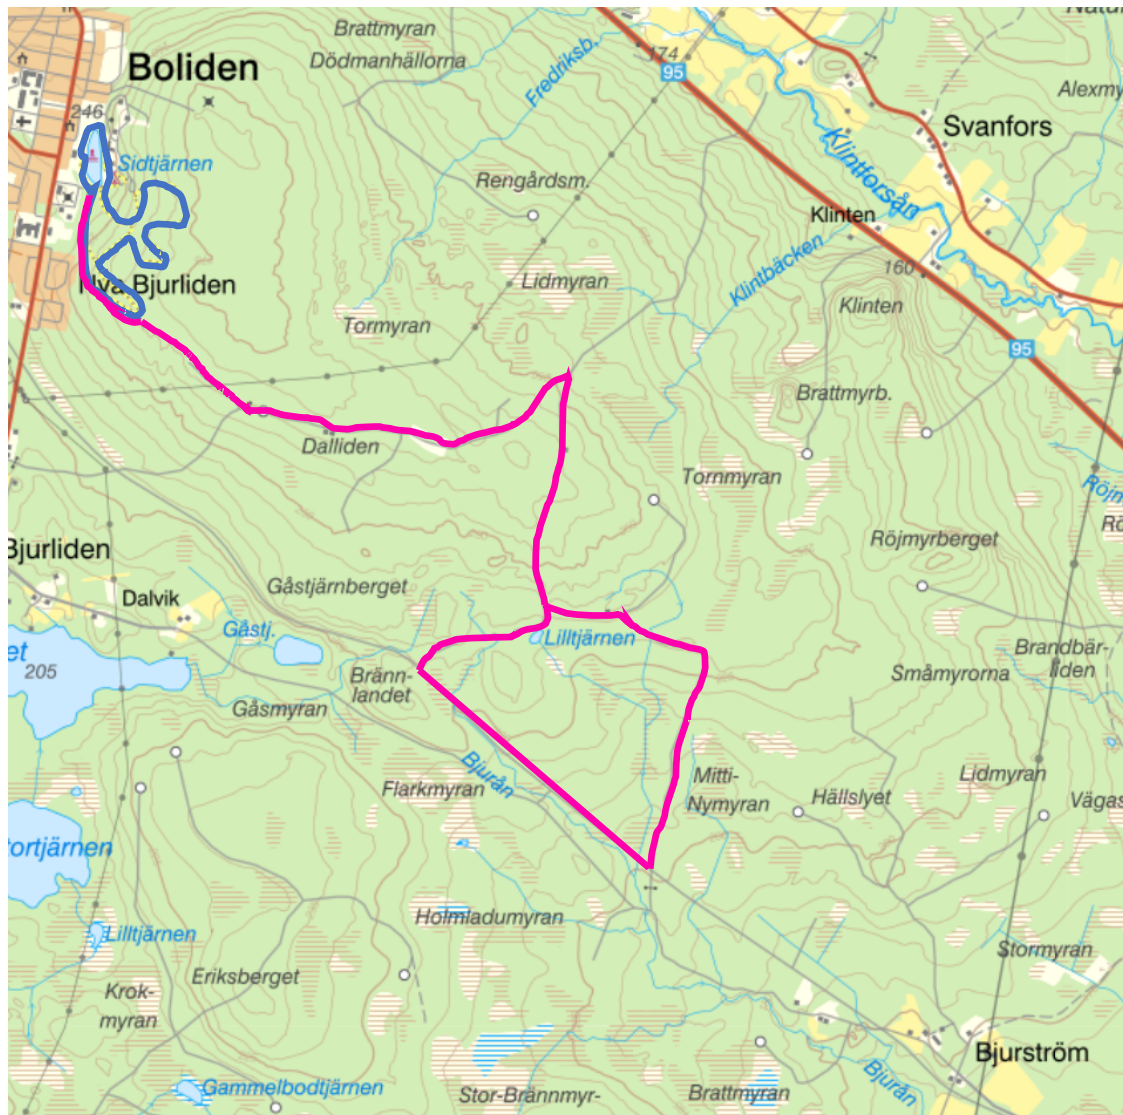 Brattmyran
Dödmanhällorna
Boliden
Fredriksb.
174
95
Alexmy
246
Svanfors
Klintforsån
Sidtjärnen
Rengårdsm.
Klinten
Klintbäcken
160
Lidmyran
Bjurliden
Klinten
Tormyran
95
Brattmyrb.
Dalliden
Tornmyran
Röjm
Rö
Röjmyrberget
Bjurliden
Gåstjärnberget
Dalvik
Gåstj.
Lilltjärnen
et
205
Bränn-
landet
Brandbär-
liden
Småmyrorna
Gåsmyran
Bjurån
Flarkmyran
Mitti-
Nymyran
Hällslyet
Lidmyran
Vägas
ortjärnen
Holmladumyran
Lilltjärnen
Stormyran
Eriksberget
Krok-
myran
Bjurström
Bjurån
Gammelbodtjärnen
Stor-Brännmyr-
Brattmyran